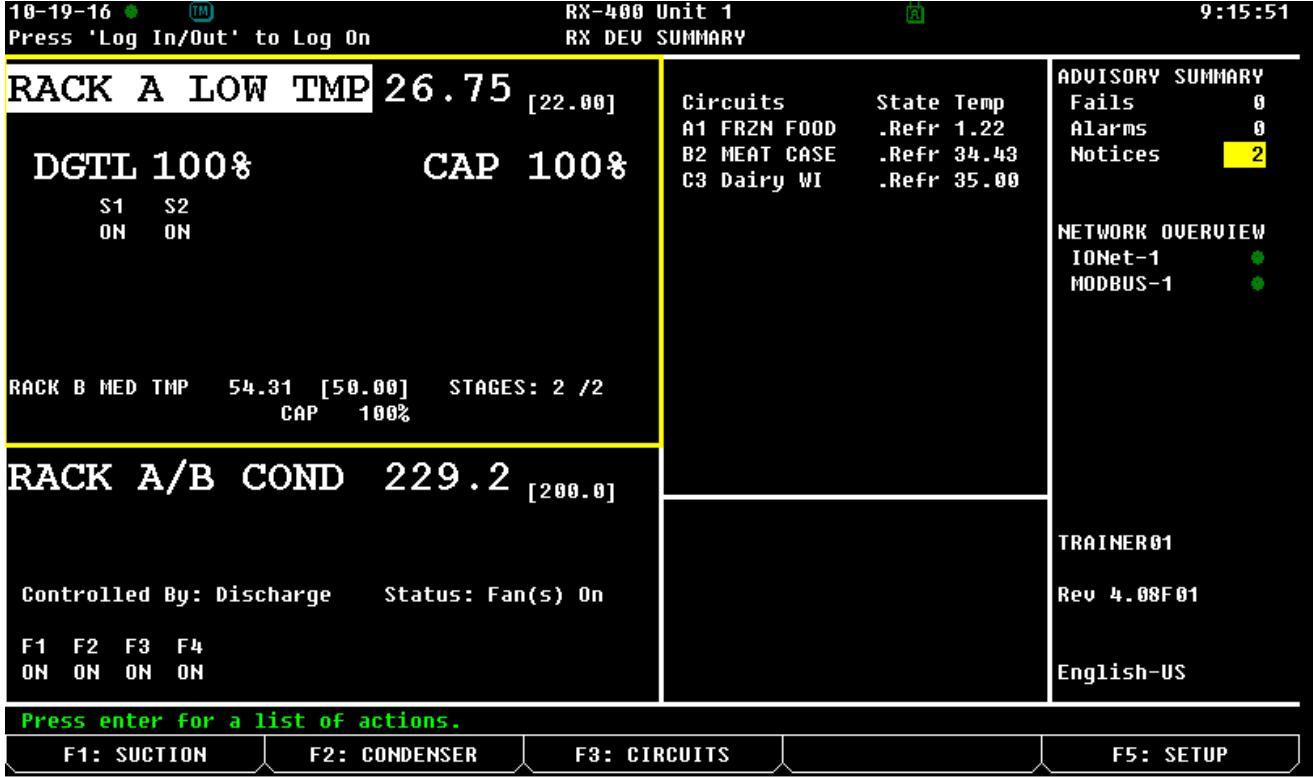 10-19-16 TM RX-400 Unit 1 A 9:15:51
Press 'Log In/Out' to Log On RX DEV SUMMARY
RACK A LOW TMP 26.75 [22.00]
DGTL 100% CAP 100%
S1 S2
ON ON
RACK B MED TMP 54.31 [50.00] STAGES: 2 /2
CAP 100%
RACK A/B COND 229.2 [200.0]
Controlled By: Discharge Status: Fan(s) On
F1 F2 F3 F4
ON ON ON ON
Circuits State Temp
A1 FRZN FOOD .Refr 1.22
B2 MEAT CASE .Refr 34.43
C3 Dairy WI .Refr 35.00
ADVISORY SUMMARY
Fails 0
Alarms 0
Notices 2
NETWORK OVERVIEW
IONet-1
MODBUS-1
TRAINER01
Rev 4.08F01
English-US
Press enter for a list of actions.
F1: SUCTION F2: CONDENSER F3: CIRCUITS F5: SETUP